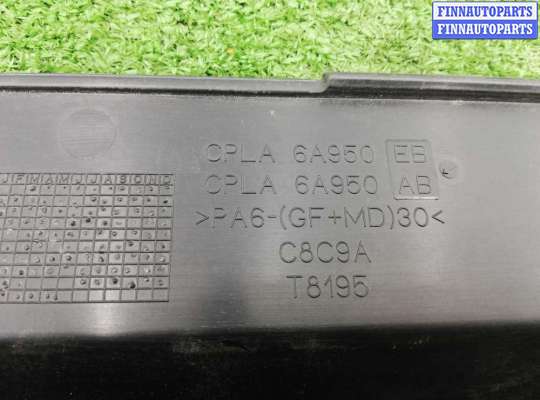 FINNAUTOPARTS
FINNAUTOPARTS
CPLA 6A950 EB
CPLA 6A950 AB
J F M A M J J A S O N D
>PA6-(GF+MD)30<
C8C9A
T8195